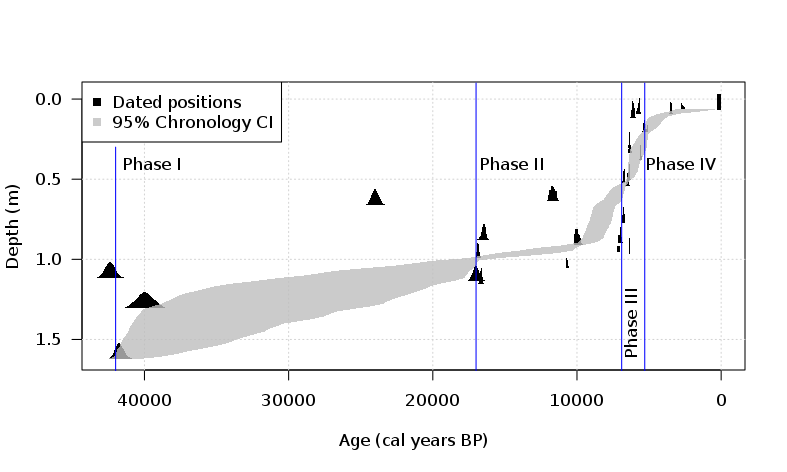 Dated positions
95% Chronology CI
Phase I
Phase II
Phase III
Phase IV
Depth (m)
0.0
0.5
1.0
1.5
40000
30000
20000
10000
0
Age (cal years BP)